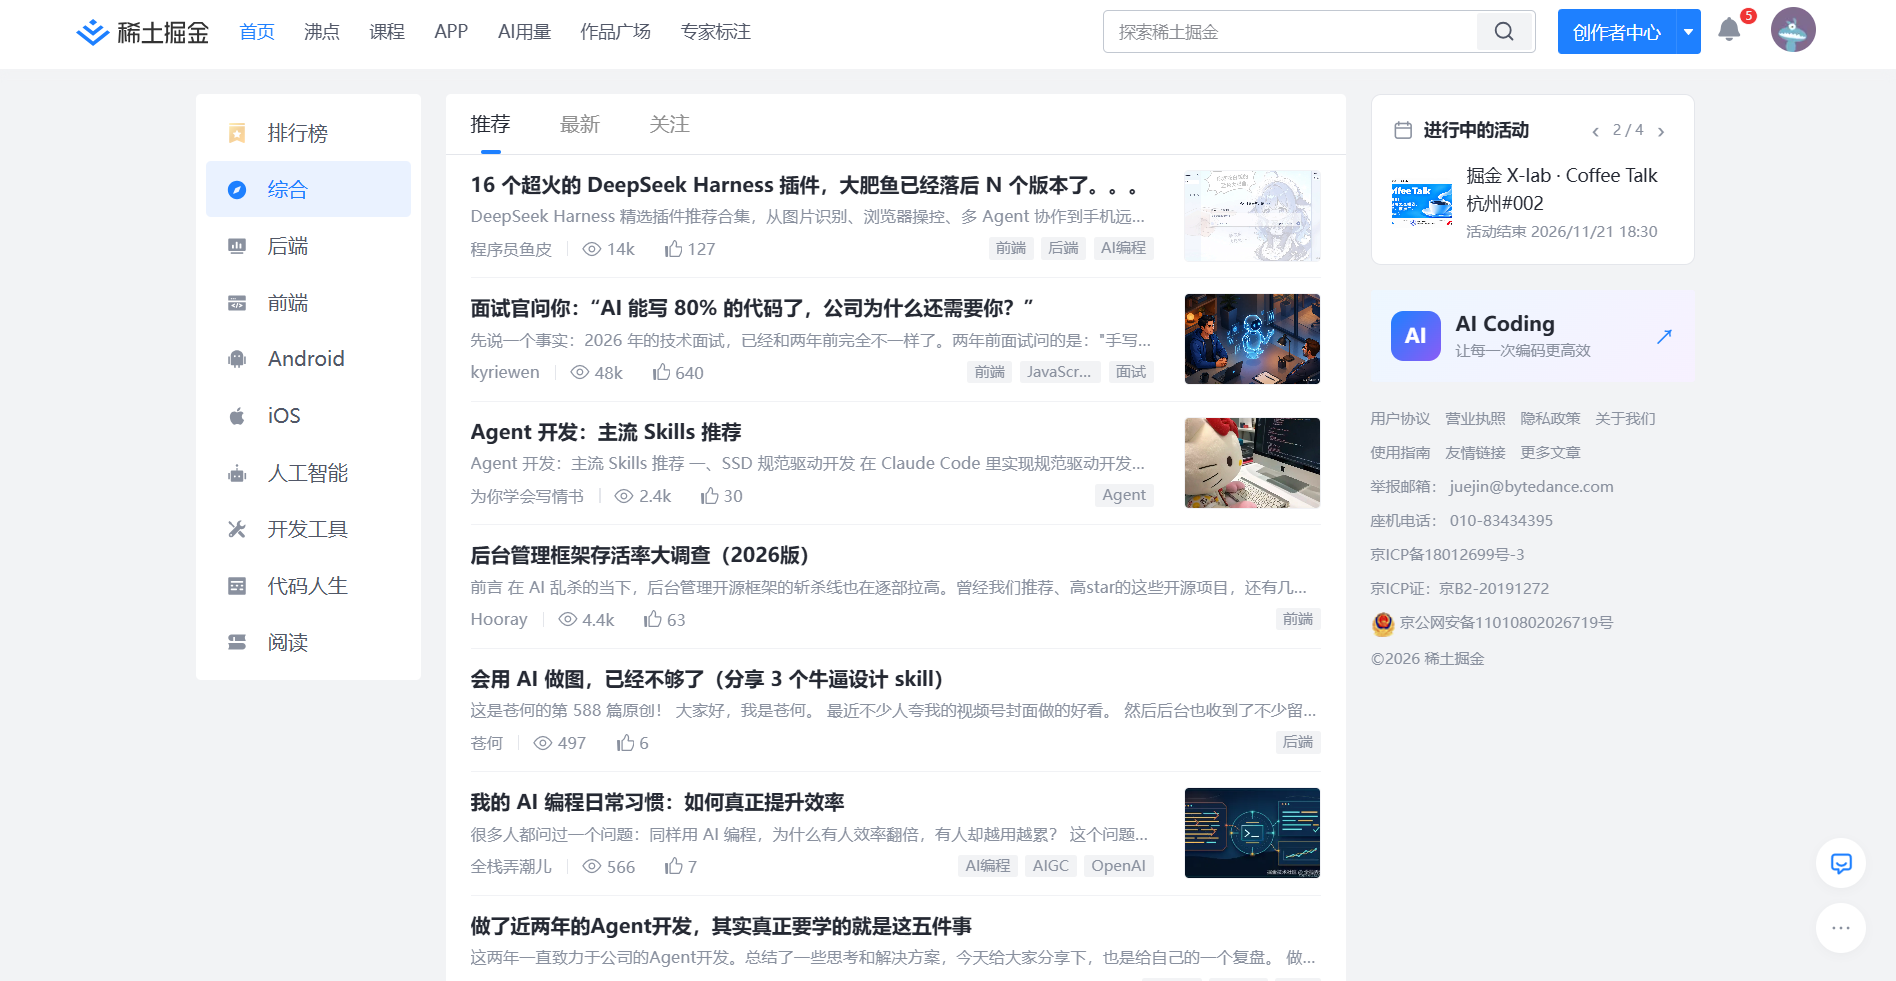 稀土掘金
首页 沸点 课程 APP AI用量 作品广场 专家标注
探索稀土掘金
创作者中心
5
排行榜
综合
后端
前端
Android
iOS
人工智能
开发工具
代码人生
阅读
推荐 最新 关注
16 个超火的 DeepSeek Harness 插件，大肥鱼已经落后 N 个版本了。。。
DeepSeek Harness 精选插件推荐合集，从图片识别、浏览器操控、多 Agent 协作到手机远...
程序员鱼皮 14k 127 前端 后端 AI编程
面试官问你：“AI 能写 80% 的代码了，公司为什么还需要你？”
先说一个事实：2026 年的技术面试，已经和两年前完全不一样了。两年前面试问的是："手写...
kyriewen 48k 640 前端 JavaScr... 面试
Agent 开发：主流 Skills 推荐
Agent 开发：主流 Skills 推荐 一、SSD 规范驱动开发 在 Claude Code 里实现规范驱动开发...
为你学会写情书 2.4k 30 Agent
后台管理框架存活率大调查（2026版）
前言 在 AI 乱杀的当下，后台管理开源框架的斩杀线也在逐部拉高。曾经我们推荐、高star的这些开源项目，还有几...
Hooray 4.4k 63 前端
会用 AI 做图，已经不够了（分享 3 个牛逼设计 skill）
这是苍何的第 588 篇原创！ 大家好，我是苍何。 最近不少人夸我的视频号封面做的好看。 然后后台也收到了不少留...
苍何 497 6 后端
我的 AI 编程日常习惯：如何真正提升效率
很多人都问过一个问题：同样用 AI 编程，为什么有人效率翻倍，有人却越用越累？ 这个问题...
全栈弄潮儿 566 7 AI编程 AIGC OpenAI
做了近两年的Agent开发，其实真正要学的就是这五件事
这两年一直致力于公司的Agent开发。总结了一些思考和解决方案，今天给大家分享下，也是给自己的一个复盘。 做...
进行中的活动 2 / 4
掘金 X-lab · Coffee Talk
杭州#002
活动结束 2026/11/21 18:30
AI
AI Coding
让每一次编码更高效
用户协议 营业执照 隐私政策 关于我们
使用指南 友情链接 更多文章
举报邮箱： juejin@bytedance.com
座机电话： 010-83434395
京ICP备18012699号-3
京ICP证：京B2-20191272
京公网安备11010802026719号
©2026 稀土掘金